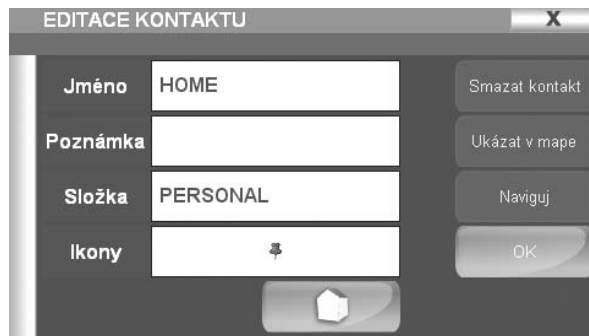 EDITACE KONTAKTU X
Jméno HOME Smazat kontakt
Poznámka Ukázat v mape
Složka PERSONAL Naviguj
Ikony OK